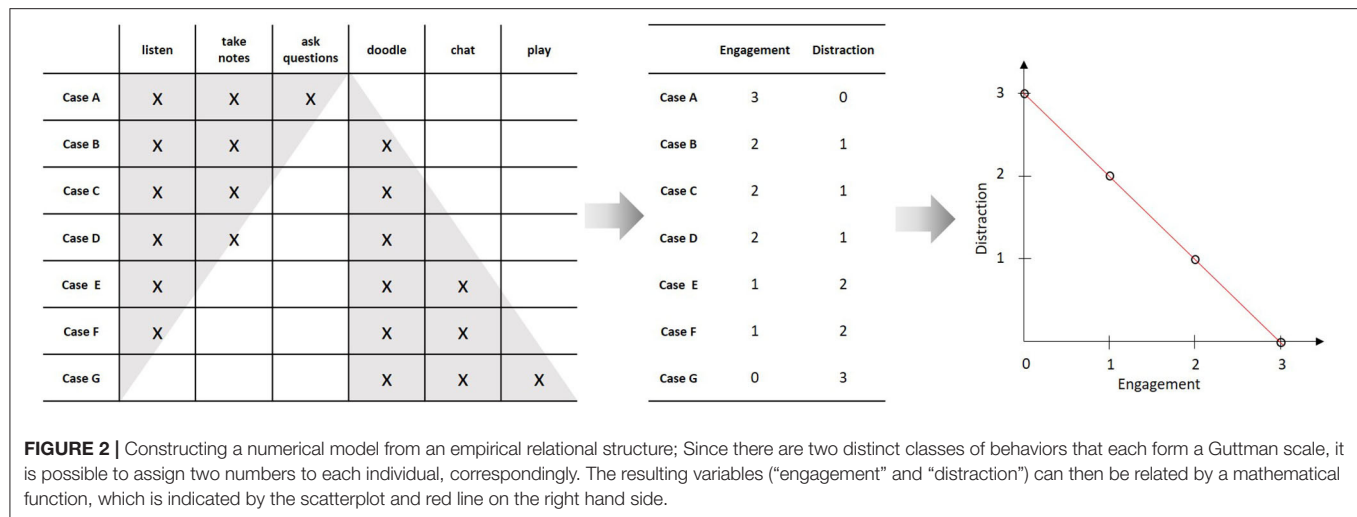 listen take notes ask questions doodle chat play
Case A X X X
Case B X X X
Case C X X X
Case D X X X
Case E X X X
Case F X X X
Case G X X X
Engagement Distraction
Case A 3 0
Case B 2 1
Case C 2 1
Case D 2 1
Case E 1 2
Case F 1 2
Case G 0 3
Distraction
3
2
1
0 1 2 3
Engagement
FIGURE 2 | Constructing a numerical model from an empirical relational structure; Since there are two distinct classes of behaviors that each form a Guttman scale, it
is possible to assign two numbers to each individual, correspondingly. The resulting variables (“engagement” and “distraction”) can then be related by a mathematical
function, which is indicated by the scatterplot and red line on the right hand side.